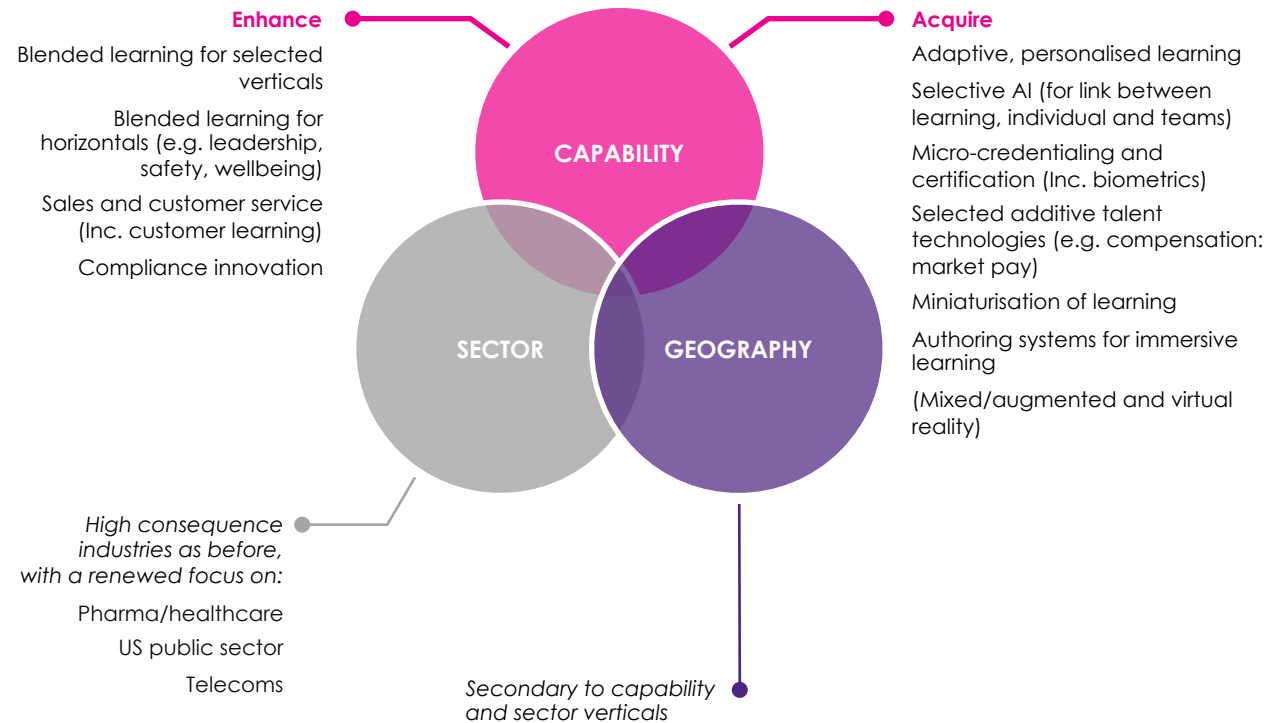 Enhance
Blended learning for selected
verticals
Blended learning for
horizontals (e.g. leadership,
safety, wellbeing)
Sales and customer service
(Inc. customer learning)
Compliance innovation
Acquire
Adaptive, personalised learning
Selective AI (for link between
learning, individual and teams)
Micro-credentialing and
certification (Inc. biometrics)
Selected additive talent
technologies (e.g. compensation:
market pay)
Miniaturisation of learning
Authoring systems for immersive
learning
(Mixed/augmented and virtual
reality)
CAPABILITY
SECTOR
GEOGRAPHY
High consequence
industries as before,
with a renewed focus on:
Pharma/healthcare
US public sector
Telecoms
Secondary to capability
and sector verticals